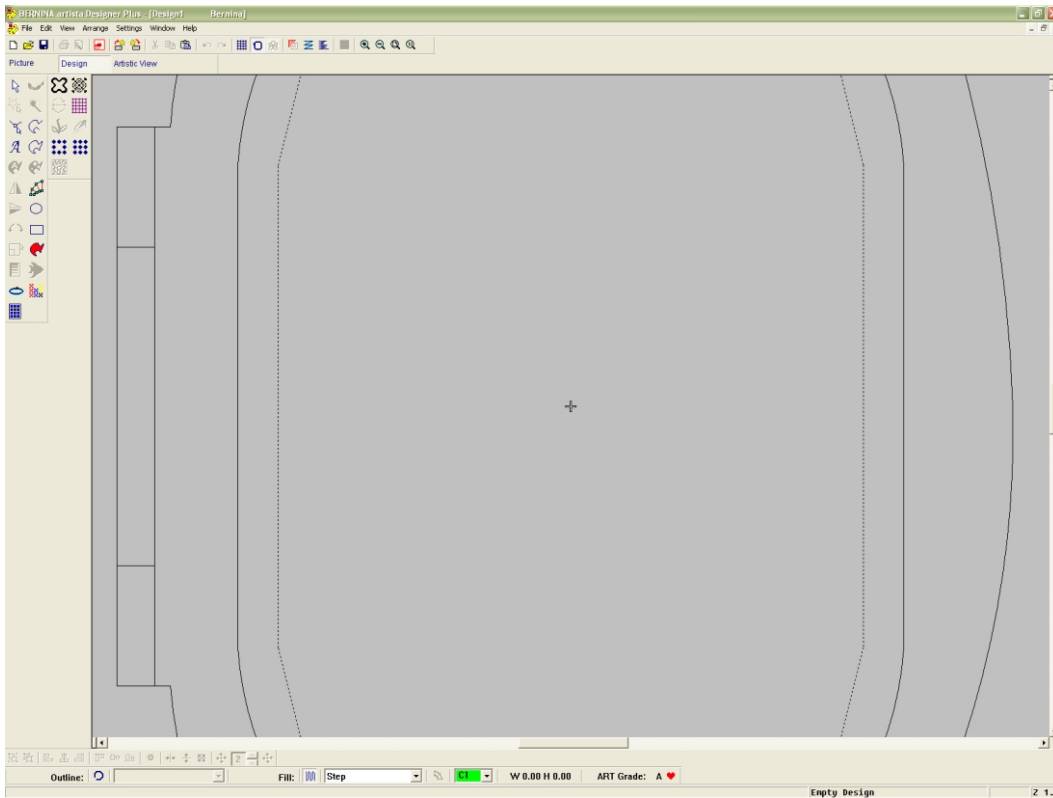 BERNINA artista Designer Plus - [Design1 Bernina]
File Edit View Arrange Settings Window Help
Picture Design Artistic View
Outline: Fill: Step C1 W 0.00 H 0.00 ART Grade: A
Empty Design Z 1.